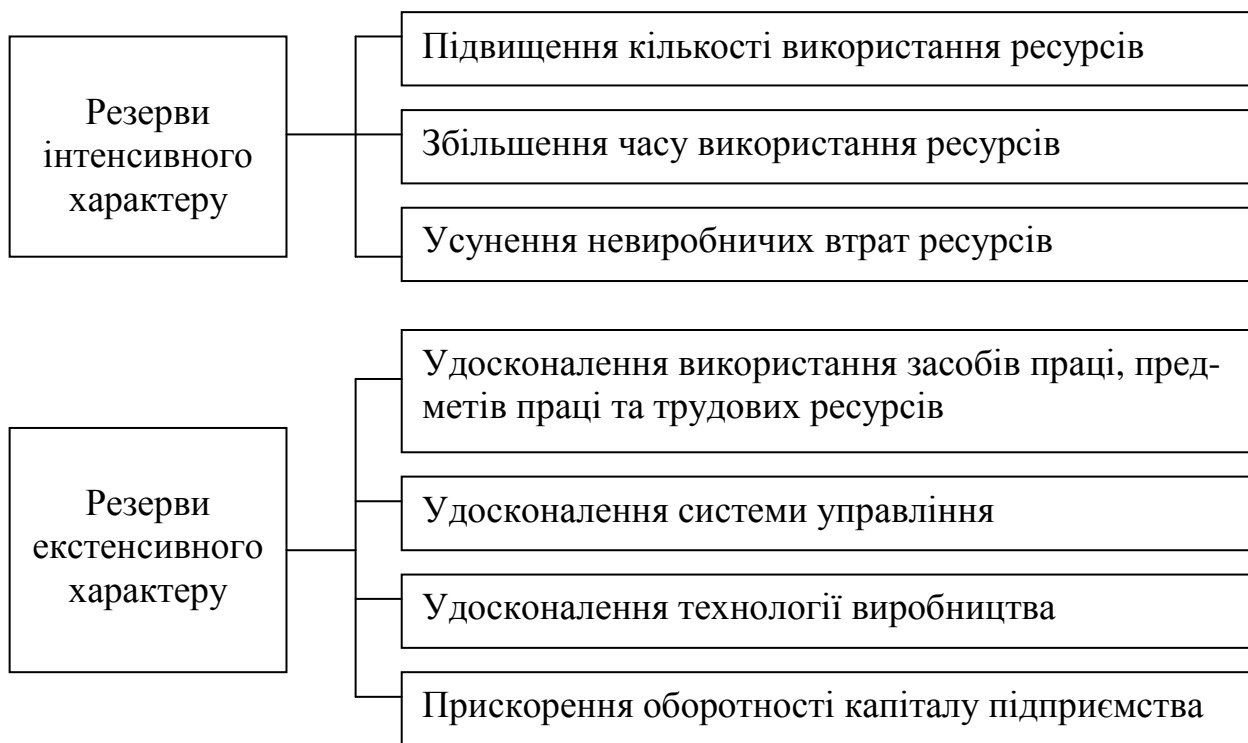 Резерви
інтенсивного
характеру
Підвищення кількості використання ресурсів
Збільшення часу використання ресурсів
Усунення невиробничих втрат ресурсів
Резерви
екстенсивного
характеру
Удосконалення використання засобів праці, пред-
метів праці та трудових ресурсів
Удосконалення системи управління
Удосконалення технології виробництва
Прискорення оборотності капіталу підприємства